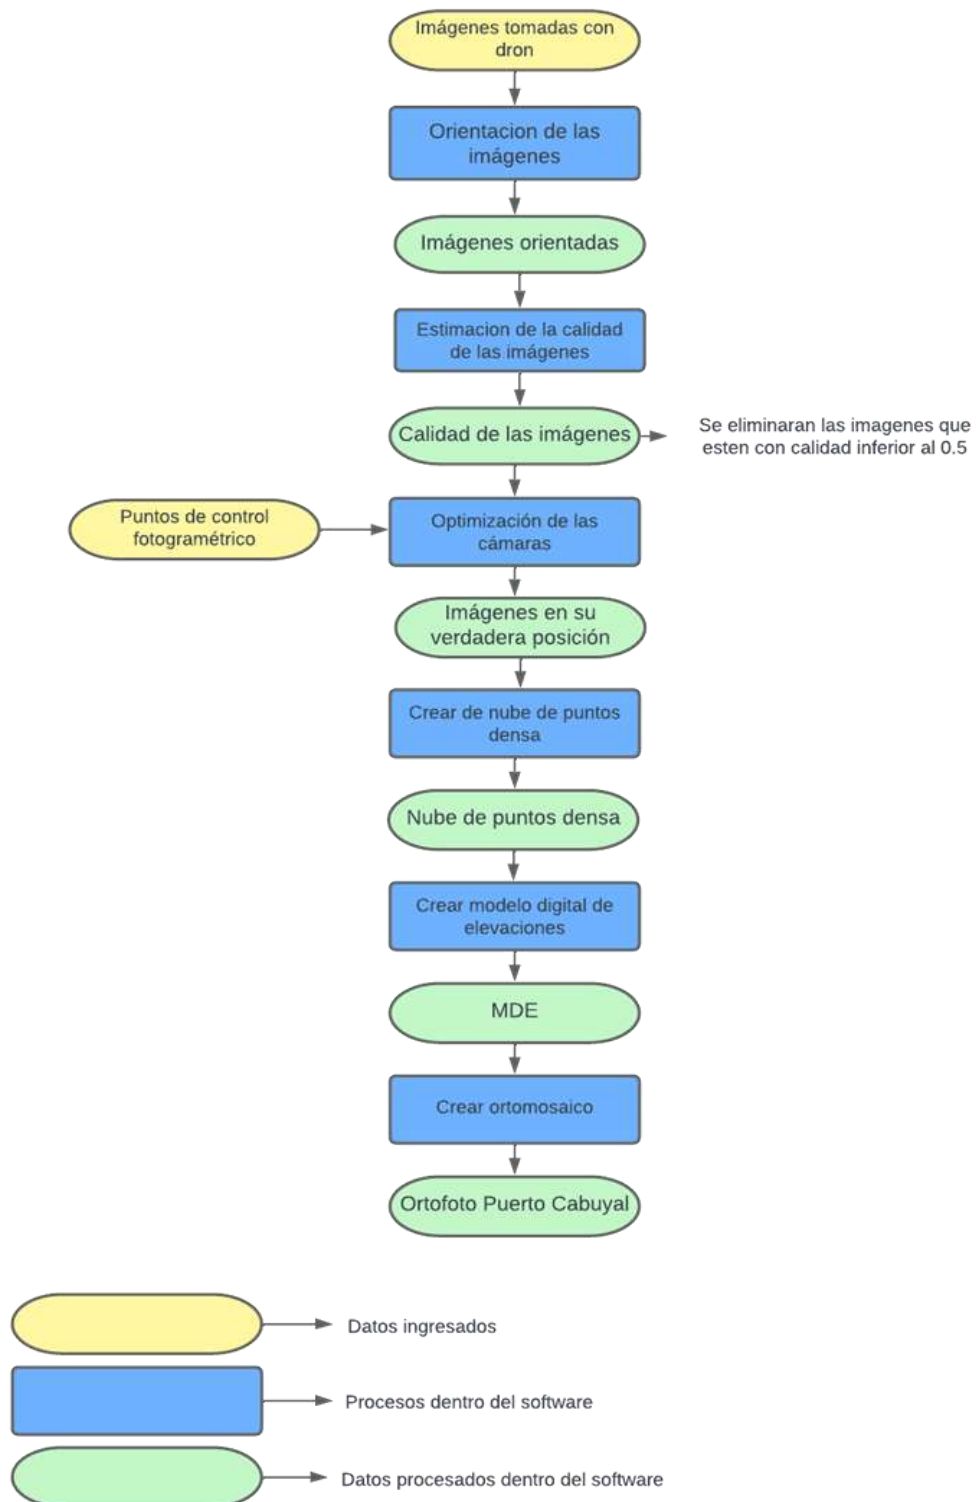 Imágenes tomadas con
dron
Orientacion de las
imágenes
Imágenes orientadas
Estimacion de la calidad
de las imágenes
Calidad de las imágenes
Se eliminaran las imagenes que
esten con calidad inferior al 0.5
Puntos de control
fotogramétrico
Optimización de las
cámaras
Imágenes en su
verdadera posición
Crear de nube de puntos
densa
Nube de puntos densa
Crear modelo digital de
elevaciones
MDE
Crear ortomosaico
Ortofoto Puerto Cabuyal
Datos ingresados
Procesos dentro del software
Datos procesados dentro del software